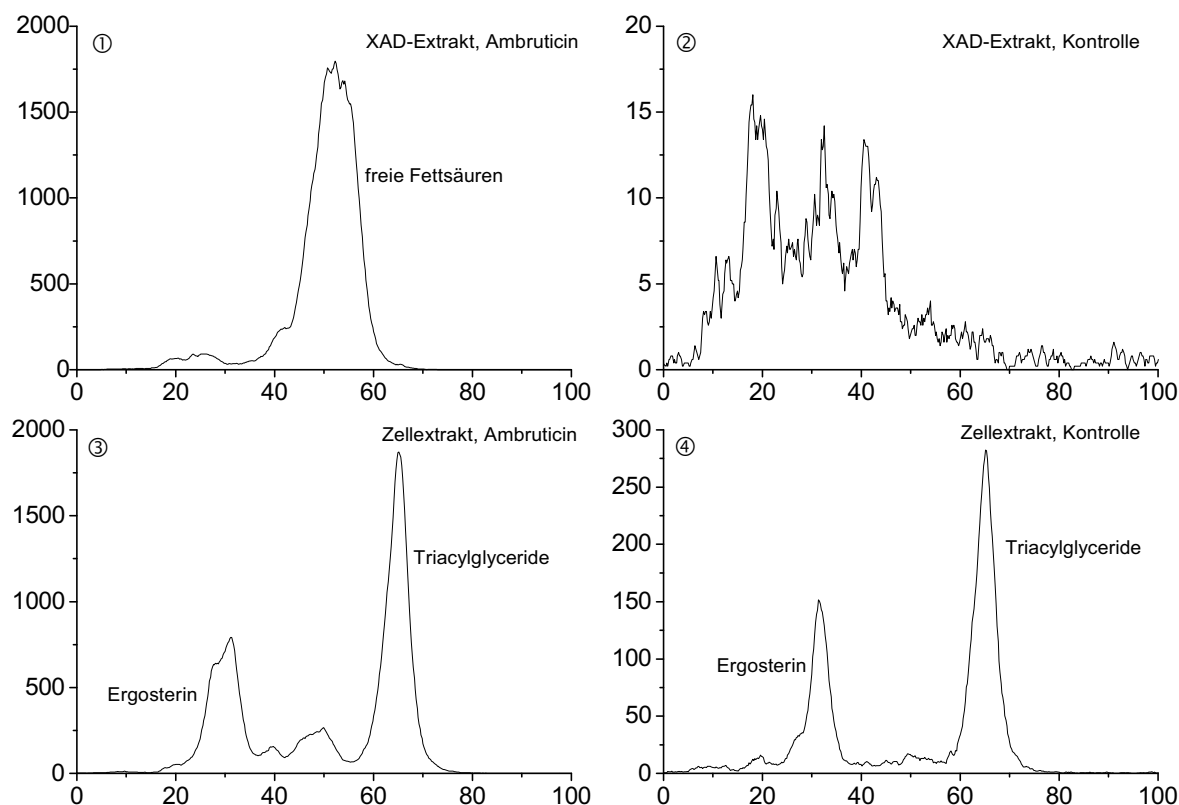 2000
①
XAD-Extrakt, Ambruticin
1500
freie Fettsäuren
1000
500
0
0 20 40 60 80 100
20
②
XAD-Extrakt, Kontrolle
15
10
5
0
0 20 40 60 80 100
2000
③
Zellextrakt, Ambruticin
1500
Triacylglyceride
1000
Ergosterin
500
0
0 20 40 60 80 100
300
④
Zellextrakt, Kontrolle
250
200
Triacylglyceride
150
100
Ergosterin
50
0
0 20 40 60 80 100